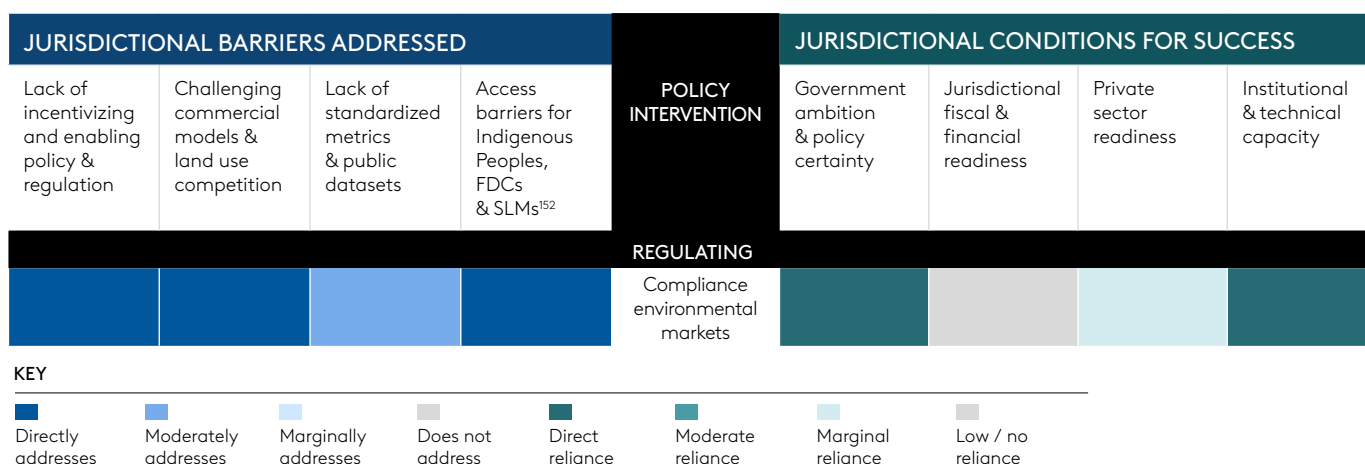 JURISDICTIONAL BARRIERS ADDRESSED
Lack of
incentivizing
and enabling
policy &
regulation
Challenging
commercial
models &
land use
competition
Lack of
standardized
metrics
& public
datasets
Access
barriers for
Indigenous
Peoples,
FDCs
& SLMs152
POLICY
INTERVENTION
JURISDICTIONAL CONDITIONS FOR SUCCESS
Government
ambition
& policy
certainty
Jurisdictional
fiscal &
financial
readiness
Private
sector
readiness
Institutional
& technical
capacity
REGULATING
Compliance
environmental
markets
KEY
Directly
addresses
Moderately
addresses
Marginally
addresses
Does not
address
Direct
reliance
Moderate
reliance
Marginal
reliance
Low / no
reliance